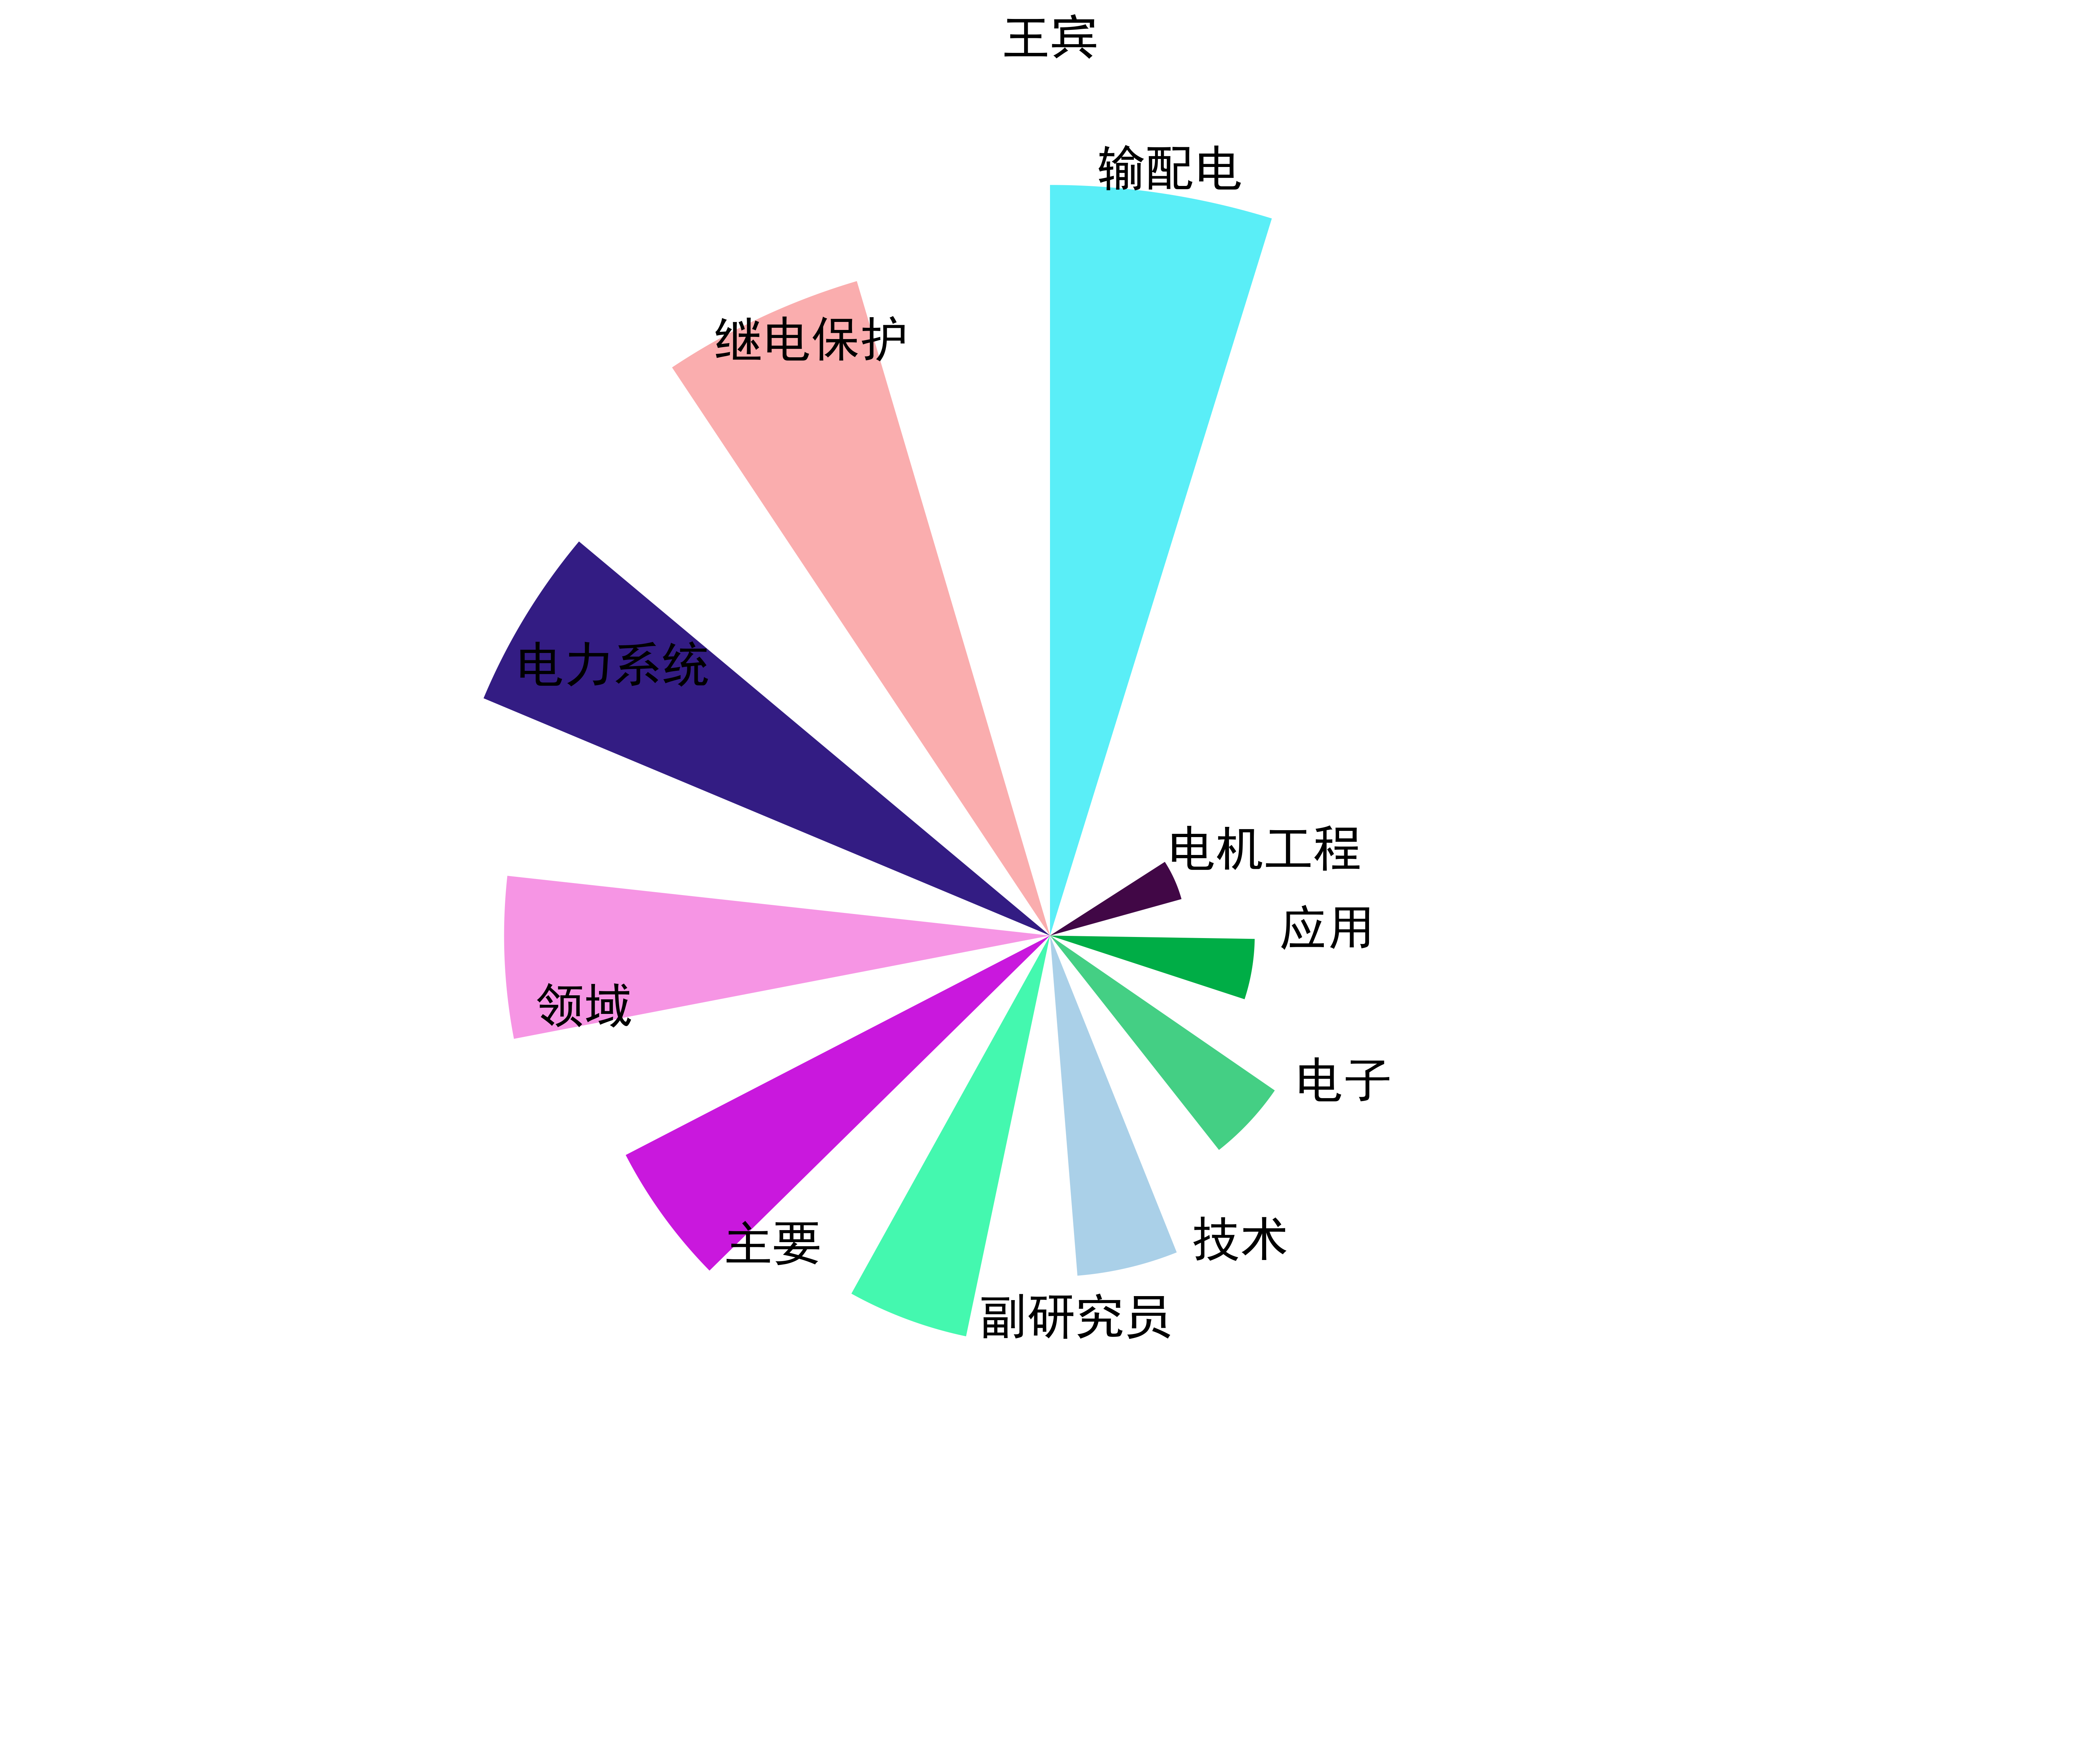 王宾
输配电
继电保护
电力系统
电机工程
应用
领域
电子
主要
技术
副研究员